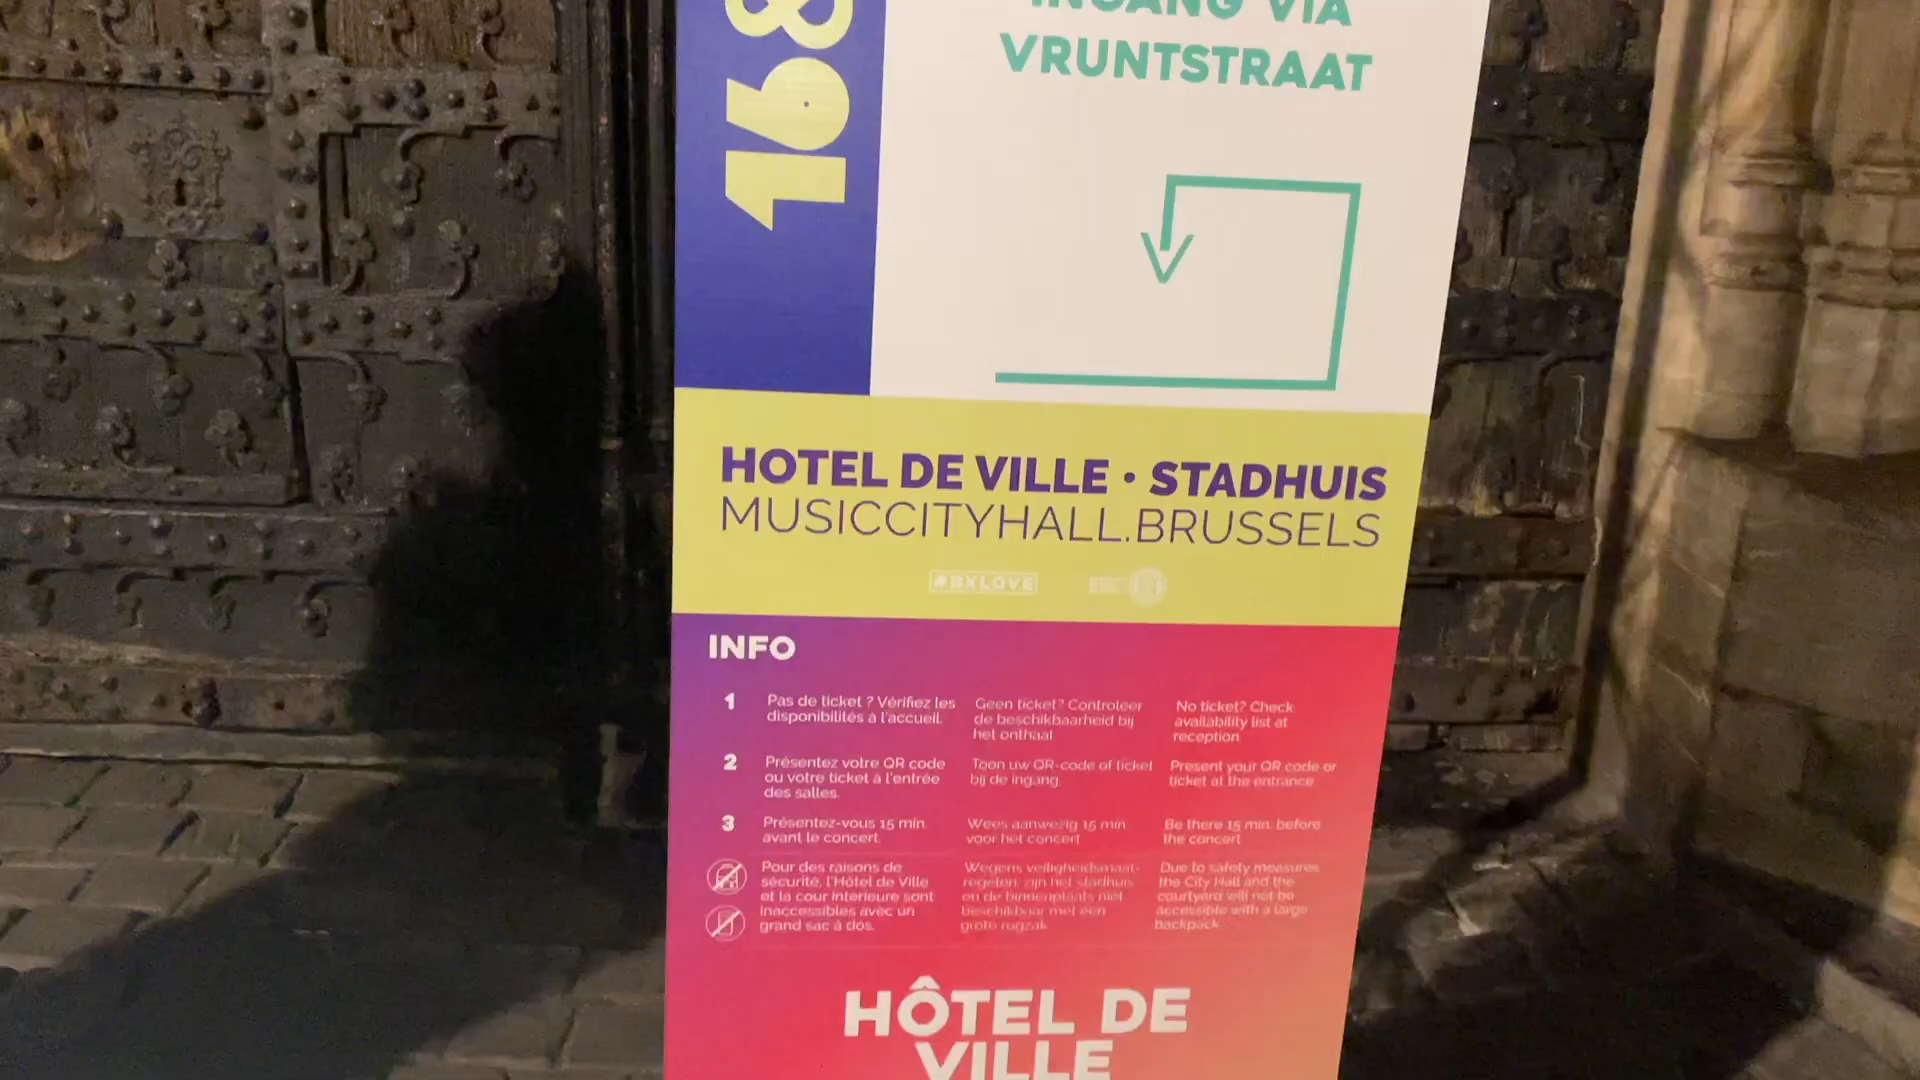 168
INGANG VIA
VRUNTSTRAAT
HOTEL DE VILLE • STADHUIS
MUSICCITYHALL.BRUSSELS
#BXLOVE
INFO
1
Pas de ticket ? Vérifiez les
disponibilités à l'accueil.
Geen ticket? Controleer
de beschikbaarheid bij
het onthaal
No ticket? Check
availability list at
reception
2
Présentez votre QR code
ou votre ticket à l'entrée
des salles.
Toon uw QR-code of ticket
bij de ingang
Present your QR code or
ticket at the entrance
3
Présentez-vous 15 min.
avant le concert.
Wees aanwezig 15 min
voor het concert
Be there 15 min. before
the concert
Pour des raisons de
sécurité, l'Hôtel de Ville
et la cour intérieure sont
inaccessibles avec un
grand sac à dos.
Wegens veiligheidsmaat-
regelen zijn het stadhuis
en de binnenplaats niet
beschikbaar met een
grote rugzak
Due to safety measures
the City Hall and the
courtyard will not be
accessible with a large
backpack
HÔTEL DE
VILLE